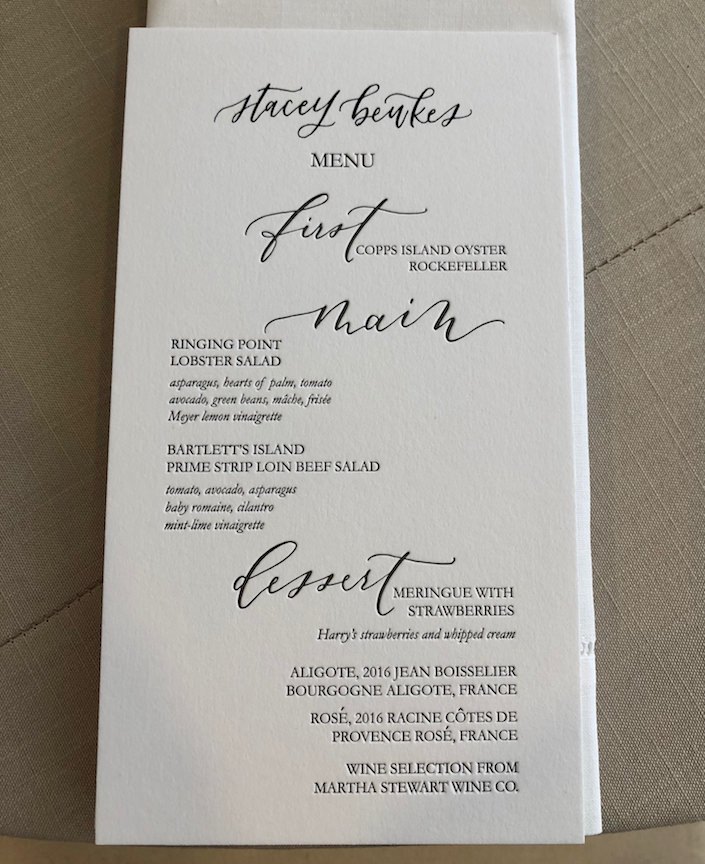 stacey bewkes
MENU
first
COPPS ISLAND OYSTER
ROCKEFELLER
main
RINGING POINT
LOBSTER SALAD
asparagus, hearts of palm, tomato
avocado, green beans, mâche, frisée
Meyer lemon vinaigrette
BARTLETT'S ISLAND
PRIME STRIP LOIN BEEF SALAD
tomato, avocado, asparagus
baby romaine, cilantro
mint-lime vinaigrette
dessert
MERINGUE WITH
STRAWBERRIES
Harry's strawberries and whipped cream
ALIGOTE, 2016 JEAN BOISSELIER
BOURGOGNE ALIGOTE, FRANCE
ROSÉ, 2016 RACINE CÔTES DE
PROVENCE ROSÉ, FRANCE
WINE SELECTION FROM
MARTHA STEWART WINE CO.